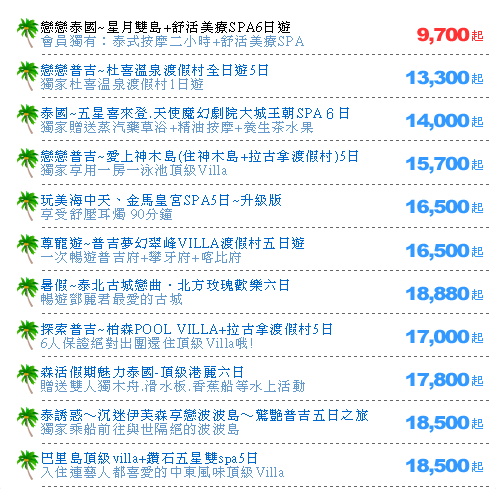 戀戀泰國~星月雙島+舒活美療SPA6日遊
會員獨有：泰式按摩二小時+舒活美療SPA
9,700起
戀戀普吉~杜喜溫泉渡假村全日遊5日
獨家杜喜溫泉渡假村1日遊
13,300起
泰國~五星喜來登.天使魔幻劇院大城王朝SPA６日
獨家贈送蒸汽藥草浴+精油按摩+養生茶水果
14,000起
戀戀普吉~愛上神木島(住神木島+拉古拿渡假村)5日
獨家享用一房一泳池頂級Villa
15,700起
玩美海中天、金馬皇宮SPA5日~升級版
享受舒壓耳燭 90分鐘
16,500起
尊寵遊~普吉夢幻翠峰VILLA渡假村五日遊
一次暢遊普吉府+攀牙府+喀比府
16,500起
暑假~泰北古城戀曲‧北方玫瑰歡樂六日
暢遊鄧麗君最愛的古城
18,880起
探索普吉~柏森POOL VILLA+拉古拿渡假村5日
6人保證絕對出團還住頂級Villa哦!
17,000起
森活假期魅力泰國-頂級港麗六日
贈送雙人獨木舟.滑水板.香蕉船等水上活動
17,800起
泰誘惑～沉迷伊芙森享戀波波島～驚艷普吉五日之旅
獨家乘船前往與世隔絕的波波島
18,500起
巴里島頂級villa+鑽石五星雙spa5日
入住連藝人都喜愛的中東風味頂級Villa
18,500起